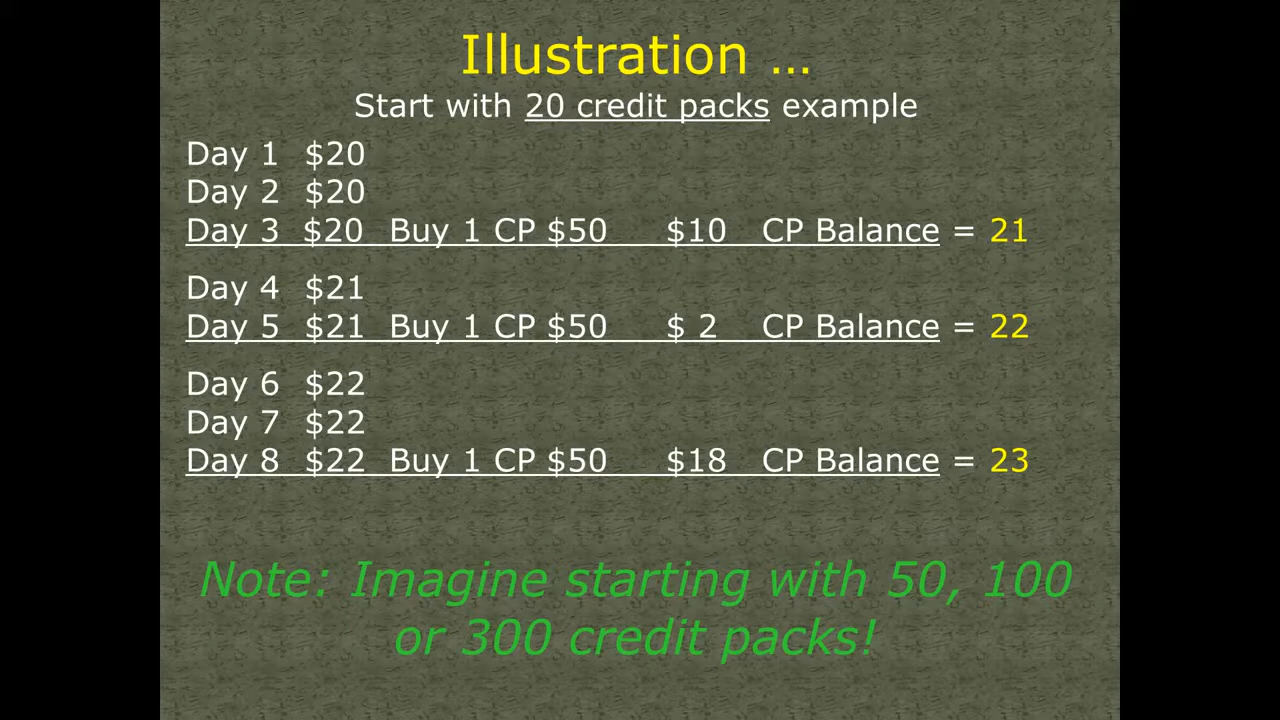 Illustration …
Start with 20 credit packs example
Day 1 $20
Day 2 $20
Day 3 $20 Buy 1 CP $50 $10 CP Balance = 21
Day 4 $21
Day 5 $21 Buy 1 CP $50 $ 2 CP Balance = 22
Day 6 $22
Day 7 $22
Day 8 $22 Buy 1 CP $50 $18 CP Balance = 23
Note: Imagine starting with 50, 100
or 300 credit packs!